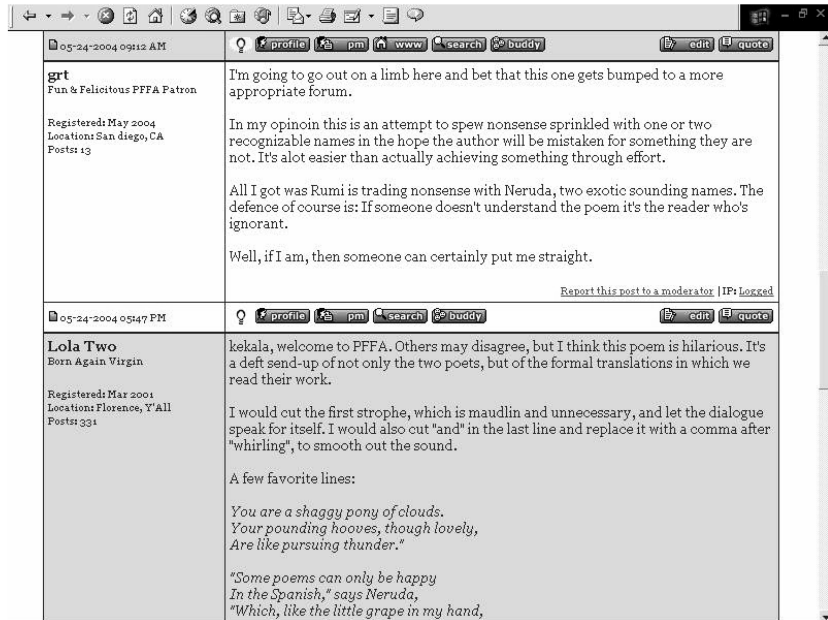 05-24-2004 09:12 AM
profile pm www search buddy edit quote
grt
Fun & Felicitous PFFA Patron
Registered: May 2004
Location: San diego, CA
Posts: 13
I'm going to go out on a limb here and bet that this one gets bumped to a more
appropriate forum.
In my opinoin this is an attempt to spew nonsense sprinkled with one or two
recognizable names in the hope the author will be mistaken for something they are
not. It's alot easier than actually achieving something through effort.
All I got was Rumi is trading nonsense with Neruda, two exotic sounding names. The
defence of course is: If someone doesn't understand the poem it's the reader who's
ignorant.
Well, if I am, then someone can certainly put me straight.
Report this post to a moderator | IP: Logged
05-24-2004 05:47 PM
profile pm search buddy edit quote
Lola Two
Born Again Virgin
Registered: Mar 2001
Location: Florence, Y'All
Posts: 331
kekala, welcome to PFFA. Others may disagree, but I think this poem is hilarious. It's
a deft send-up of not only the two poets, but of the formal translations in which we
read their work.
I would cut the first strophe, which is maudlin and unnecessary, and let the dialogue
speak for itself. I would also cut "and" in the last line and replace it with a comma after
"whirling", to smooth out the sound.
A few favorite lines:
You are a shaggy pony of clouds.
Your pounding hooves, though lovely,
Are like pursuing thunder."
"Some poems can only be happy
In the Spanish," says Neruda,
"Which, like the little grape in my hand,